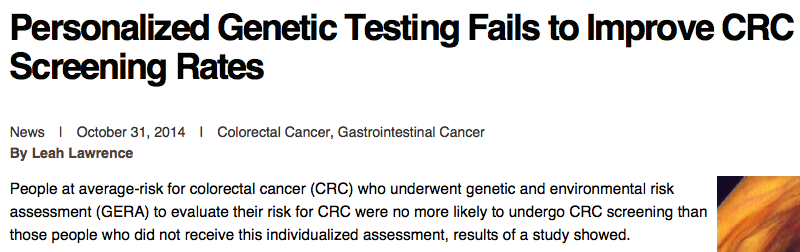 Personalized Genetic Testing Fails to Improve CRC
Screening Rates
News | October 31, 2014 | Colorectal Cancer, Gastrointestinal Cancer
By Leah Lawrence
People at average-risk for colorectal cancer (CRC) who underwent genetic and environmental risk
assessment (GERA) to evaluate their risk for CRC were no more likely to undergo CRC screening than
those people who did not receive this individualized assessment, results of a study showed.